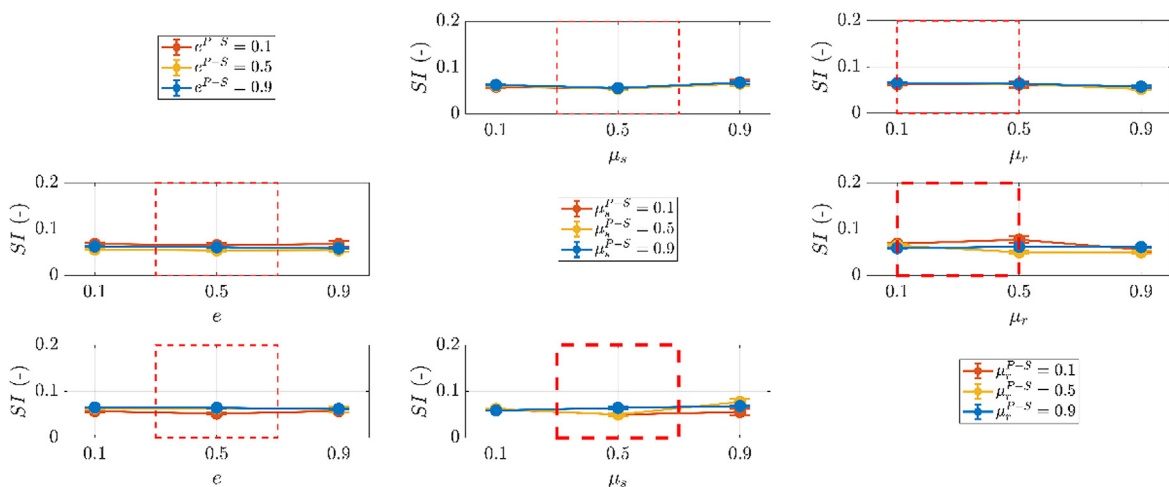 e^{P-S} = 0.1
e^{P-S} = 0.5
e^{P-S} - 0.9
SI (-)
0.2
0.1
0
0.1 0.5 0.9
μ_s
SI (-)
0.2
0.1
0
0.1 0.5 0.9
μ_r
SI (-)
0.2
0.1
0
0.1 0.5 0.9
e
μ_s^{P-S} = 0.1
μ_s^{P-S} - 0.5
μ_s^{P-S} - 0.9
SI (-)
0.2
0.1
0
0.1 0.5 0.9
μ_r
SI (-)
0.2
0.1
0
0.1 0.5 0.9
e
SI (-)
0.2
0.1
0
0.1 0.5 0.9
μ_s
μ_r^{P-S} = 0.1
μ_r^{P-S} - 0.5
μ_r^{P-S} = 0.9